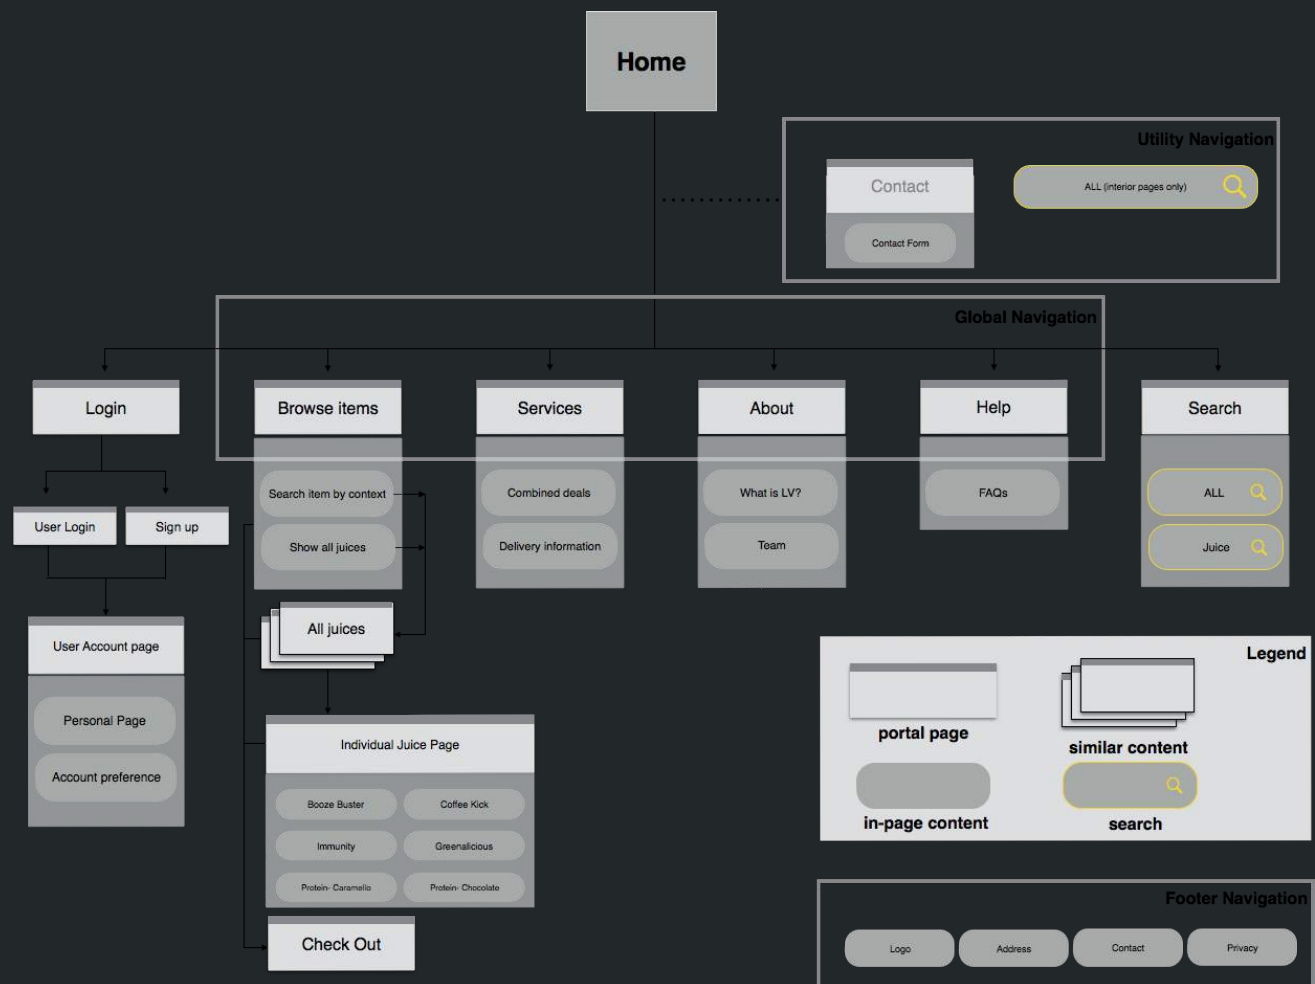 Home
Utility Navigation
Contact
ALL (interior pages only)
Contact Form
Global Navigation
Login
Browse items
Services
About
Help
Search
Search item by context
Combined deals
What is LV?
FAQs
ALL
User Login
Sign up
Show all juices
Delivery information
Team
Juice
All juices
User Account page
Personal Page
Account preference
Individual Juice Page
Booze Buster
Coffee Kick
Immunity
Greenalicious
Protein- Caramello
Protein- Chocolate
Check Out
Legend
portal page
similar content
in-page content
search
Footer Navigation
Logo
Address
Contact
Privacy